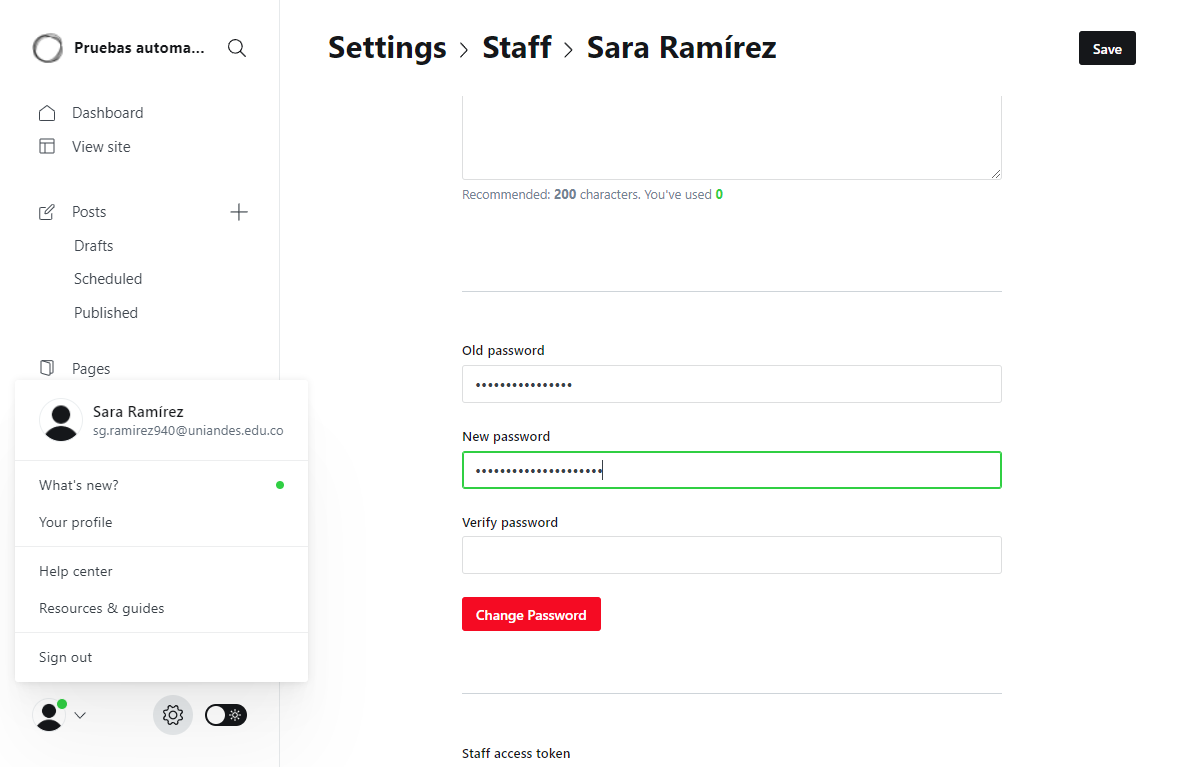 Pruebas automa...
Dashboard
View site
Posts
Drafts
Scheduled
Published
Pages
Sara Ramírez
sg.ramirez940@uniandes.edu.co
What's new?
Your profile
Help center
Resources & guides
Sign out
Settings > Staff > Sara Ramírez
Save
Recommended: 200 characters. You've used 0
Old password
••••••••••••••••
New password
•••••••••••••••••••••
Verify password
Change Password
Staff access token